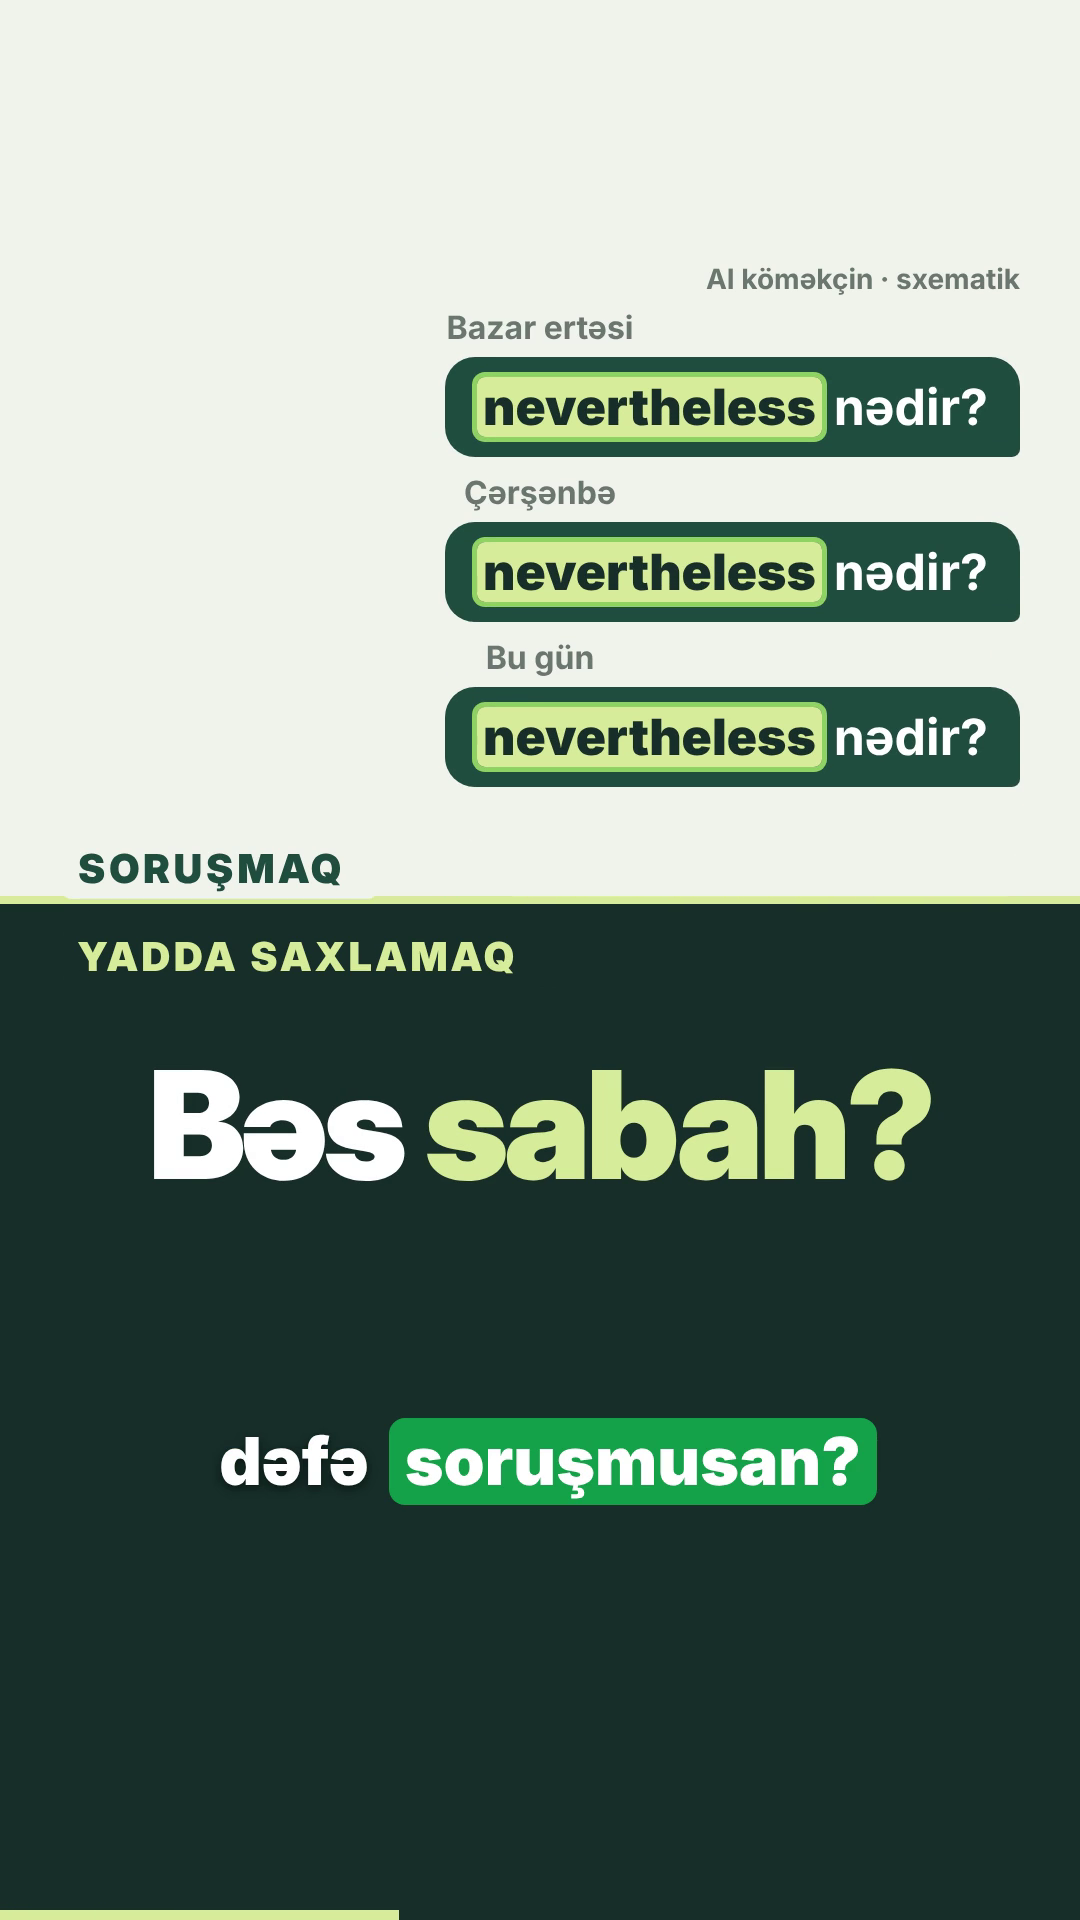 AI köməkçin · sxematik
Bazar ertəsi
nevertheless nədir?
Çərşənbə
nevertheless nədir?
Bu gün
nevertheless nədir?
SORUŞMAQ
YADDA SAXLAMAQ
Bəs sabah?
dəfə soruşmusan?